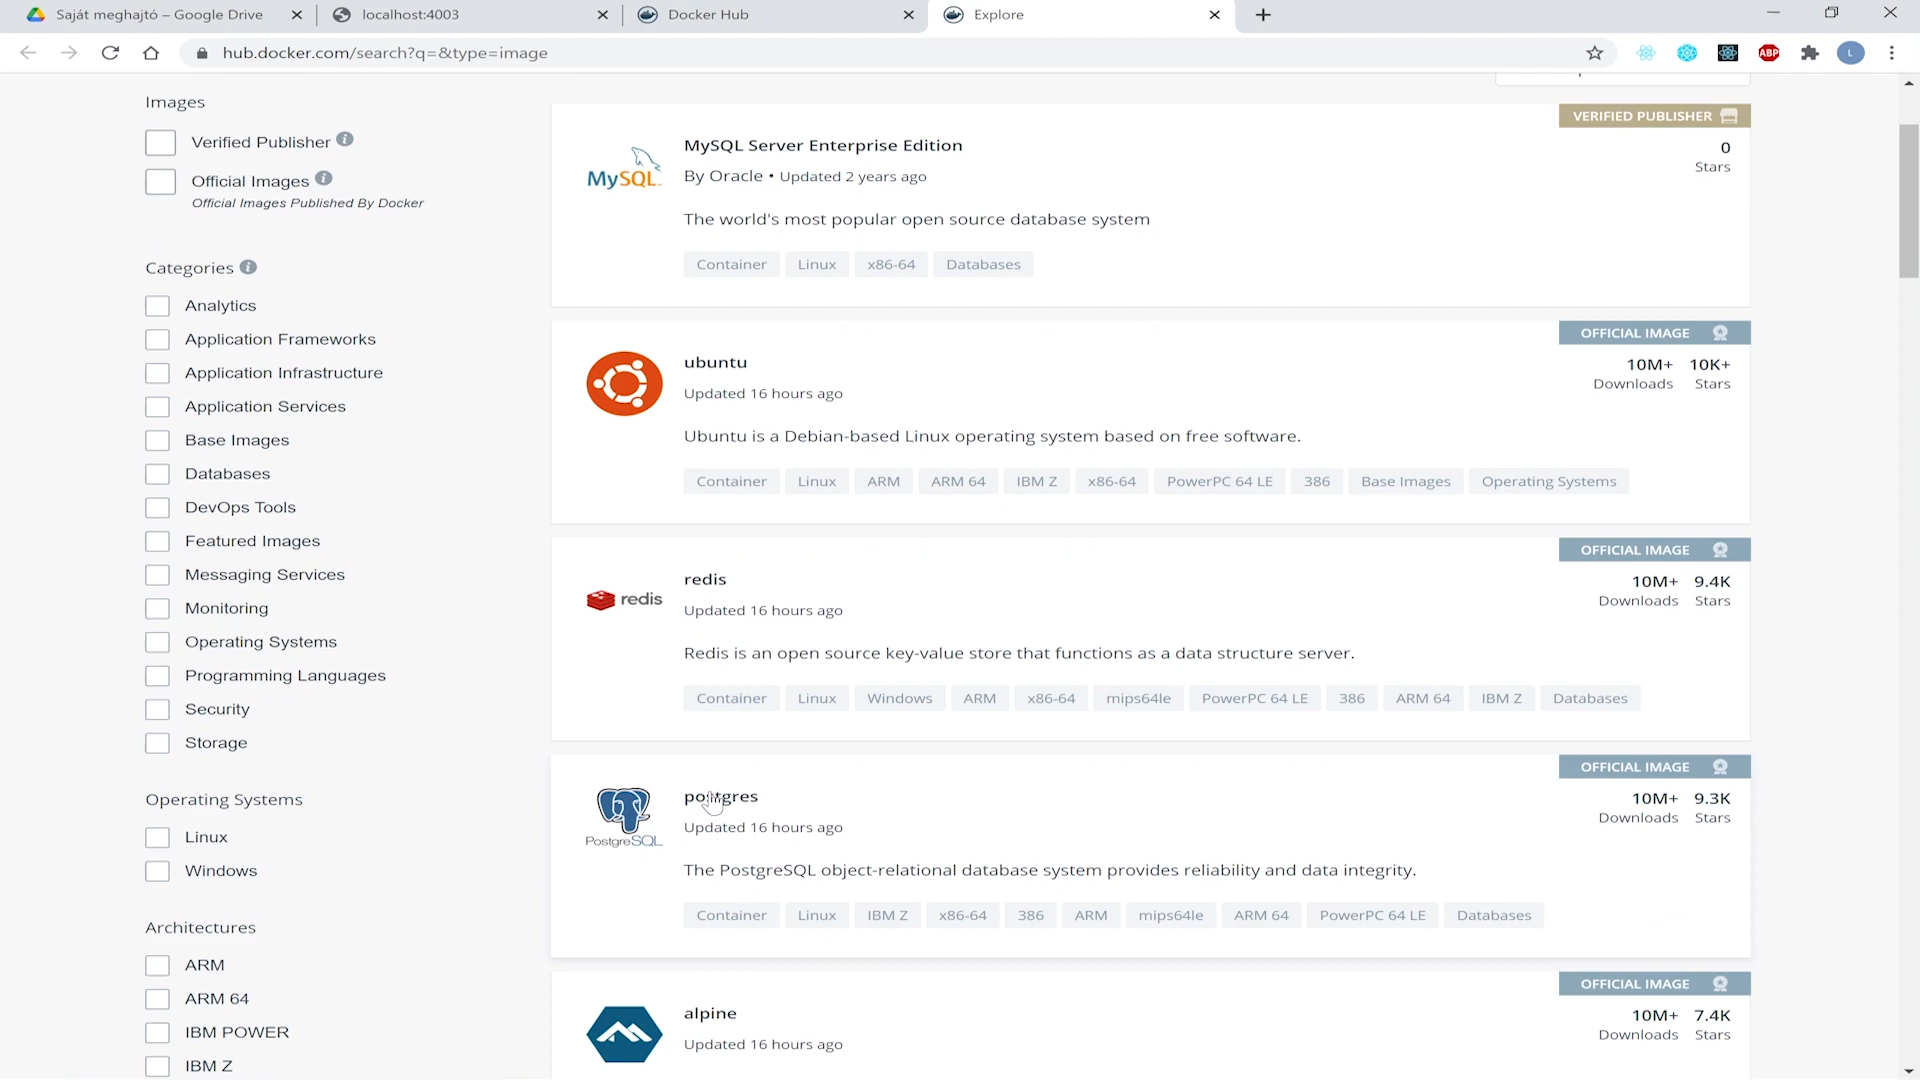 Saját meghajtó – Google Drive
localhost:4003
Docker Hub
Explore
hub.docker.com/search?q=&type=image
ABP
L
Images
Verified Publisher
Official Images
Official Images Published By Docker
Categories
Analytics
Application Frameworks
Application Infrastructure
Application Services
Base Images
Databases
DevOps Tools
Featured Images
Messaging Services
Monitoring
Operating Systems
Programming Languages
Security
Storage
Operating Systems
Linux
Windows
Architectures
ARM
ARM 64
IBM POWER
IBM Z
VERIFIED PUBLISHER
MySQL
MySQL Server Enterprise Edition
By Oracle • Updated 2 years ago
0
Stars
The world's most popular open source database system
Container Linux x86-64 Databases
OFFICIAL IMAGE
ubuntu
Updated 16 hours ago
10M+ 10K+
Downloads Stars
Ubuntu is a Debian-based Linux operating system based on free software.
Container Linux ARM ARM 64 IBM Z x86-64 PowerPC 64 LE 386 Base Images Operating Systems
OFFICIAL IMAGE
redis
redis
Updated 16 hours ago
10M+ 9.4K
Downloads Stars
Redis is an open source key-value store that functions as a data structure server.
Container Linux Windows ARM x86-64 mips64le PowerPC 64 LE 386 ARM 64 IBM Z Databases
OFFICIAL IMAGE
PostgreSQL
postgres
Updated 16 hours ago
10M+ 9.3K
Downloads Stars
The PostgreSQL object-relational database system provides reliability and data integrity.
Container Linux IBM Z x86-64 386 ARM mips64le ARM 64 PowerPC 64 LE Databases
OFFICIAL IMAGE
alpine
Updated 16 hours ago
10M+ 7.4K
Downloads Stars